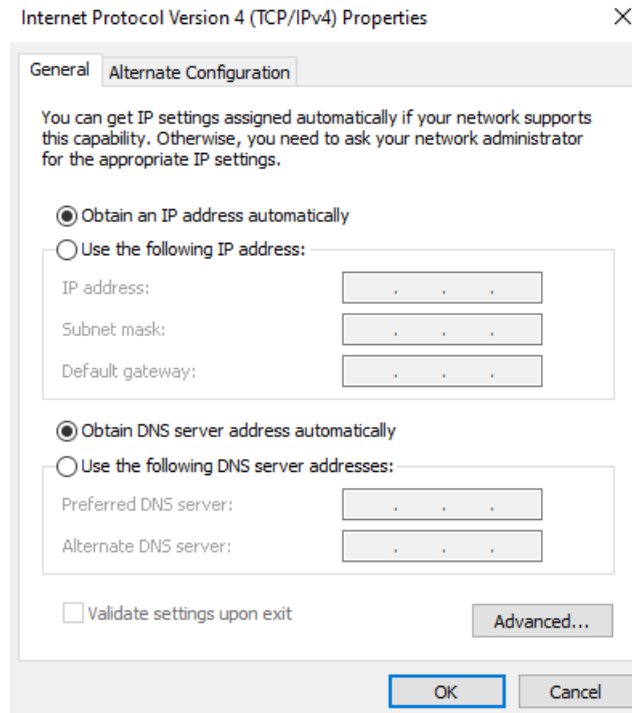 Internet Protocol Version 4 (TCP/IPv4) Properties
General
Alternate Configuration
You can get IP settings assigned automatically if your network supports
this capability. Otherwise, you need to ask your network administrator
for the appropriate IP settings.
Obtain an IP address automatically
Use the following IP address:
IP address:
Subnet mask:
Default gateway:
Obtain DNS server address automatically
Use the following DNS server addresses:
Preferred DNS server:
Alternate DNS server:
Validate settings upon exit
Advanced...
OK
Cancel